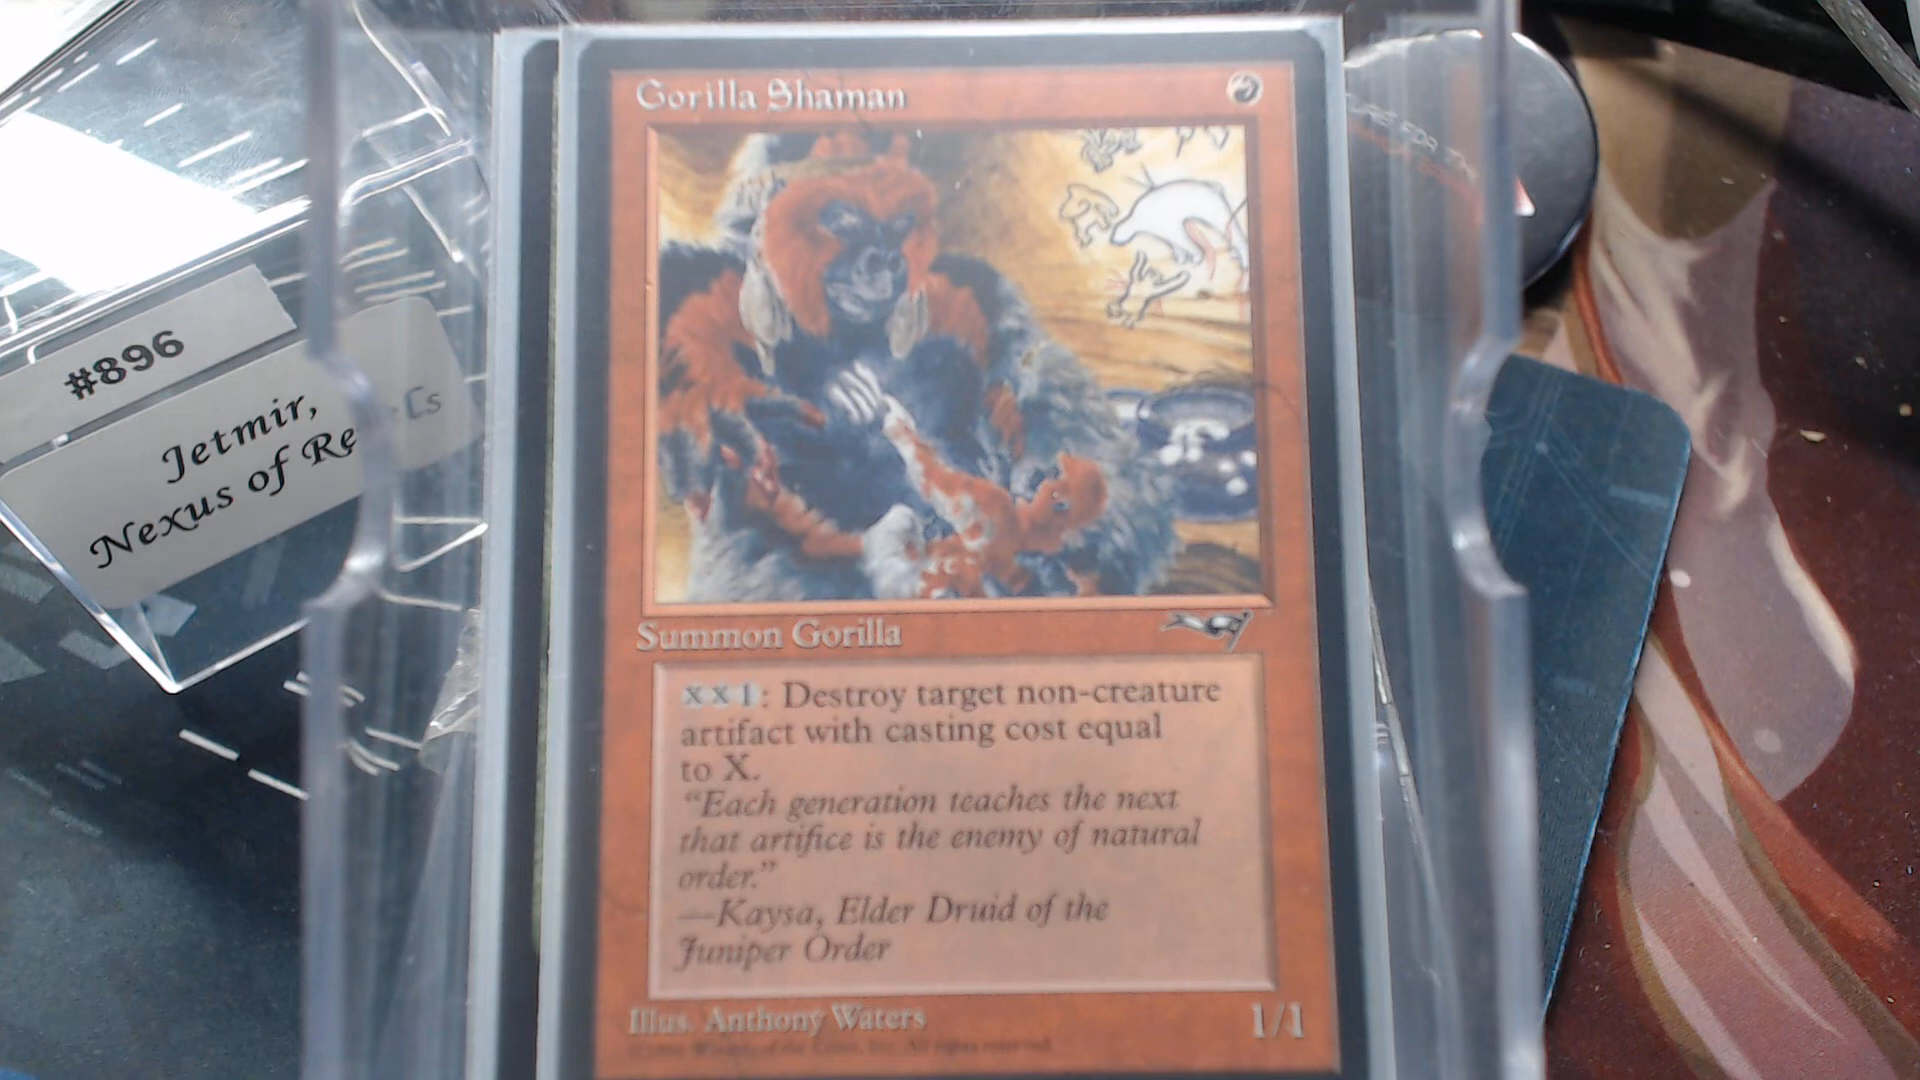 #896
Jetmir,
Nexus of Re
Gorilla Shaman
Summon Gorilla
X X 1: Destroy target non-creature
artifact with casting cost equal
to X.
“Each generation teaches the next
that artifice is the enemy of natural
order.”
—Kaysa, Elder Druid of the
Juniper Order
Illus. Anthony Waters
1/1